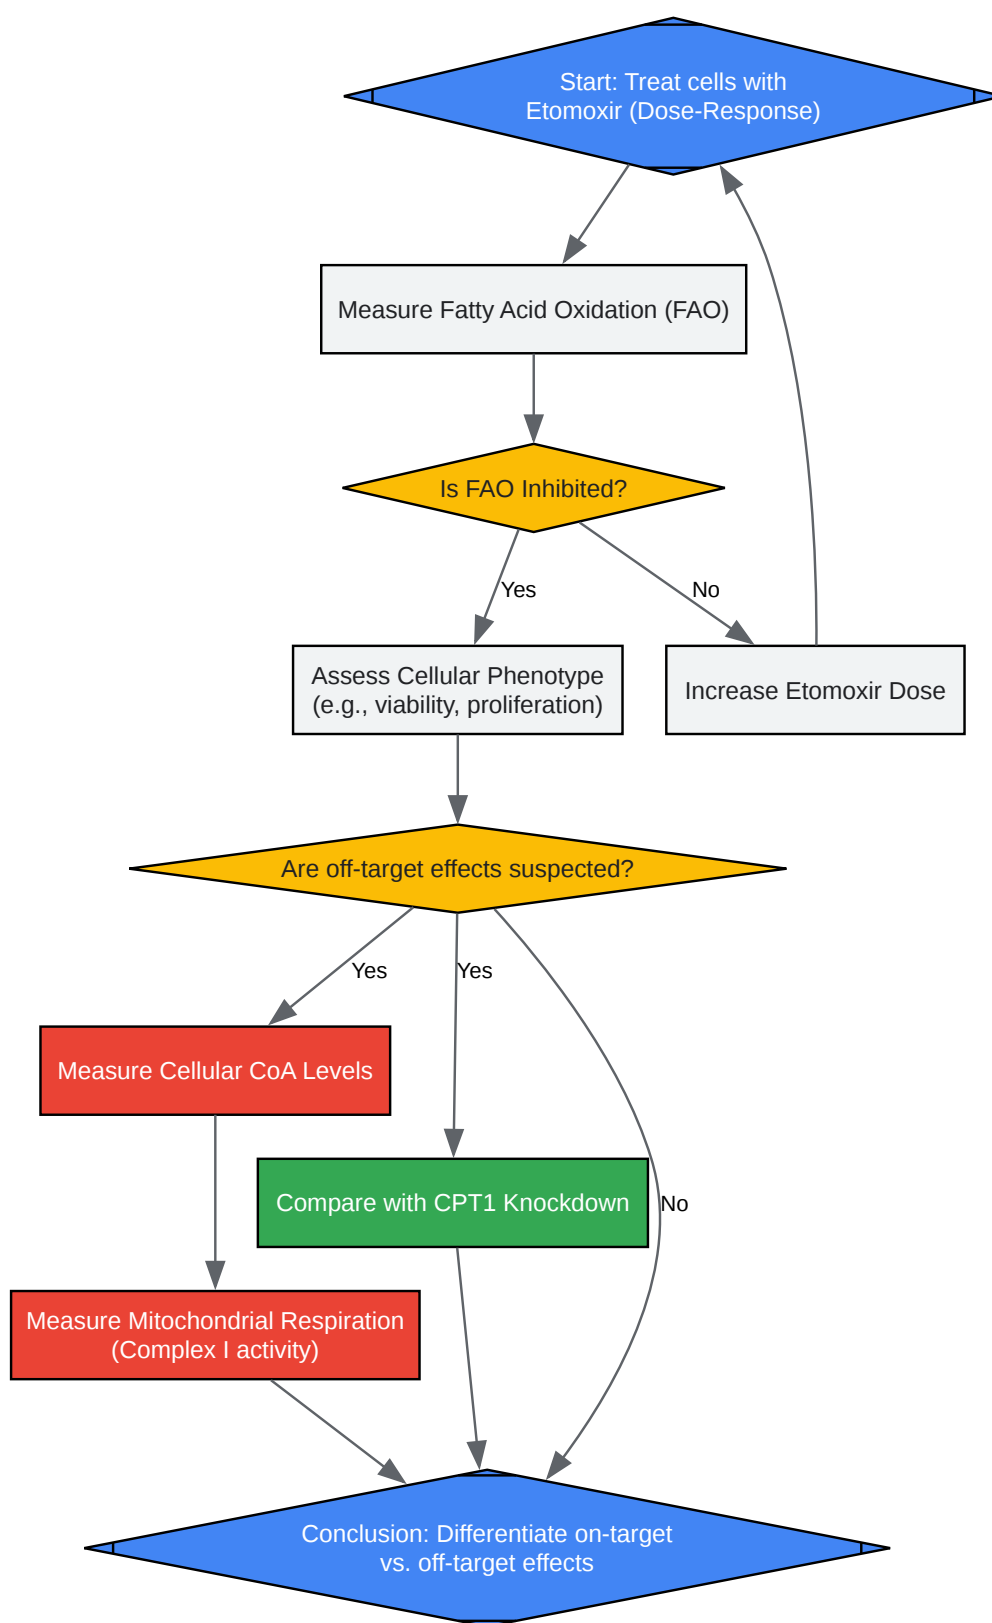 Start: Treat cells with
Etomoxir (Dose-Response)
Measure Fatty Acid Oxidation (FAO)
Is FAO Inhibited?
Yes
No
Assess Cellular Phenotype
(e.g., viability, proliferation)
Increase Etomoxir Dose
Are off-target effects suspected?
Yes
Yes
Measure Cellular CoA Levels
Compare with CPT1 Knockdown
No
Measure Mitochondrial Respiration
(Complex I activity)
Conclusion: Differentiate on-target
vs. off-target effects